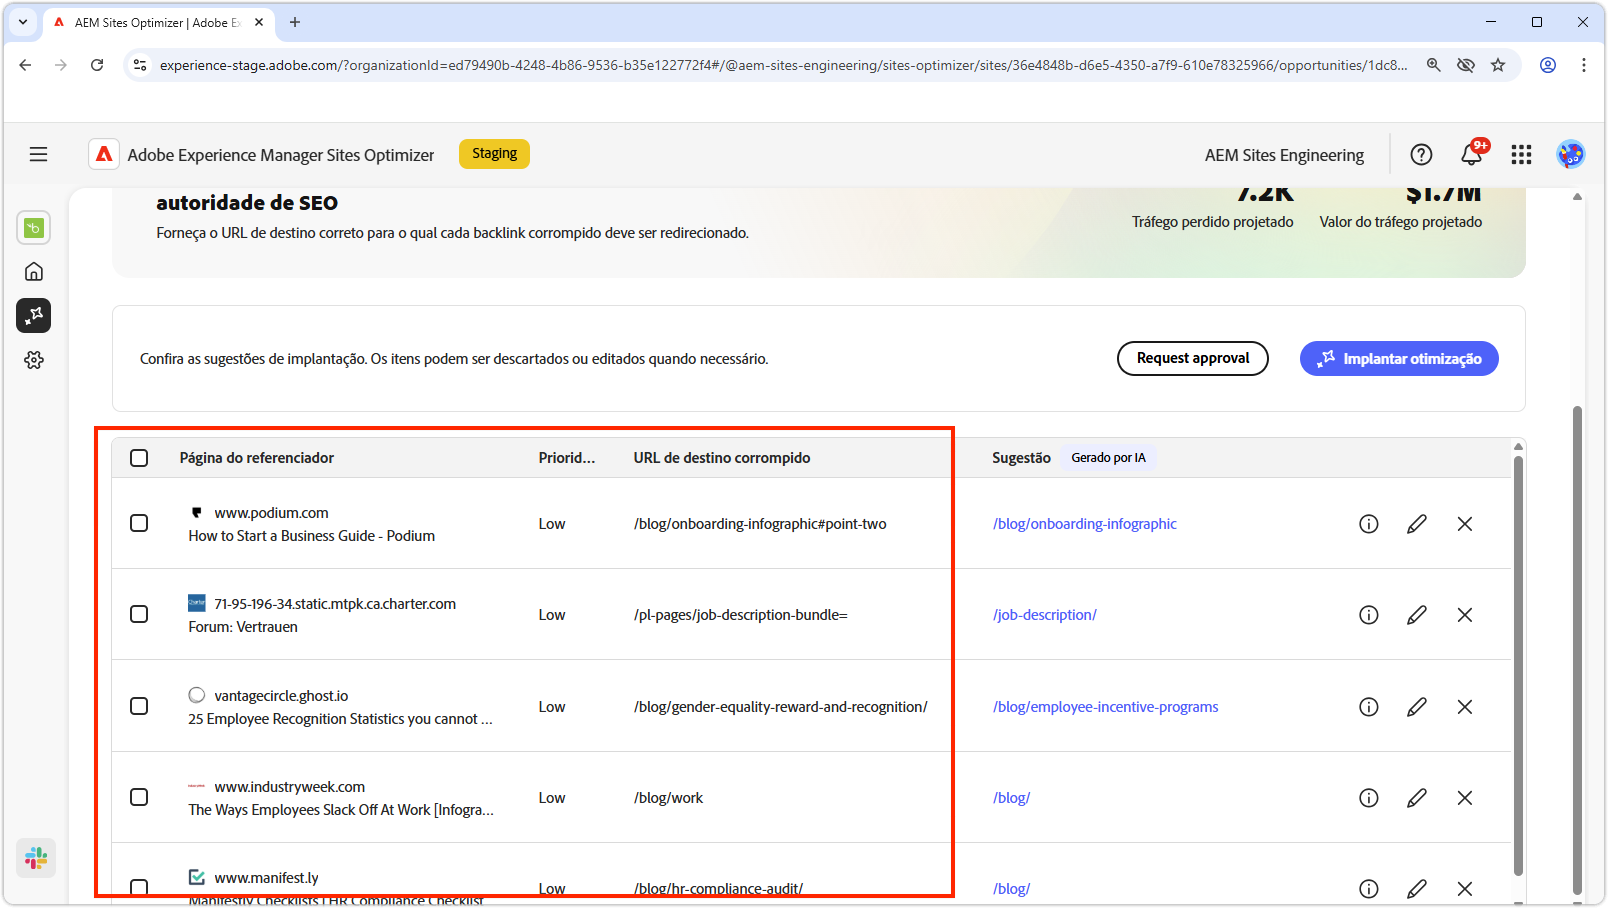 AEM Sites Optimizer | Adobe Ex
experience-stage.adobe.com/?organizationId=ed79490b-4248-4b86-9536-b35e122772f4#/@aem-sites-engineering/sites-optimizer/sites/36e4848b-d6e5-4350-a7f9-610e78325966/opportunities/1dc8...
Adobe Experience Manager Sites Optimizer
Staging
AEM Sites Engineering
9+
autoridade de SEO
Forneça o URL de destino correto para o qual cada backlink corrompido deve ser redirecionado.
7.2K
$1.7M
Tráfego perdido projetado
Valor do tráfego projetado
Confira as sugestões de implantação. Os itens podem ser descartados ou editados quando necessário.
Request approval
Implantar otimização
Página do referenciador
Priorid...
URL de destino corrompido
Sugestão
Gerado por IA
www.podium.com
How to Start a Business Guide - Podium
Low
/blog/onboarding-infographic#point-two
/blog/onboarding-infographic
71-95-196-34.static.mtpk.ca.charter.com
Forum: Vertrauen
Low
/pl-pages/job-description-bundle=
/job-description/
vantagecircle.ghost.io
25 Employee Recognition Statistics you cannot ...
Low
/blog/gender-equality-reward-and-recognition/
/blog/employee-incentive-programs
www.industryweek.com
The Ways Employees Slack Off At Work [Infogra...
Low
/blog/work
/blog/
www.manifest.ly
Manifestly Checklists | HR Compliance Checklist
Low
/blog/hr-compliance-audit/
/blog/